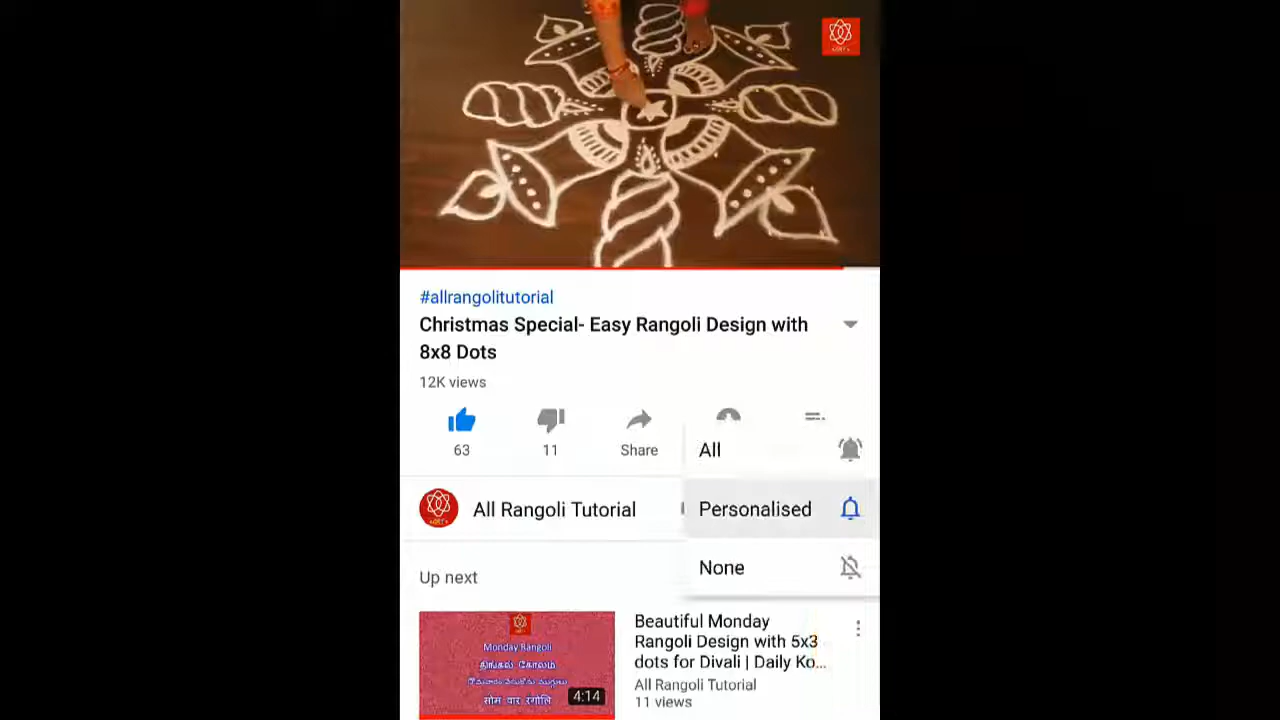 #allrangolitutorial
Christmas Special- Easy Rangoli Design with
8x8 Dots
12K views
63
11
Share
All
All Rangoli Tutorial
Personalised
None
Up next
Monday Rangoli
திங்கல் கோலம்
सोम वार रंगोलि
4:14
Beautiful Monday
Rangoli Design with 5x3
dots for Divali | Daily Ko...
All Rangoli Tutorial
11 views